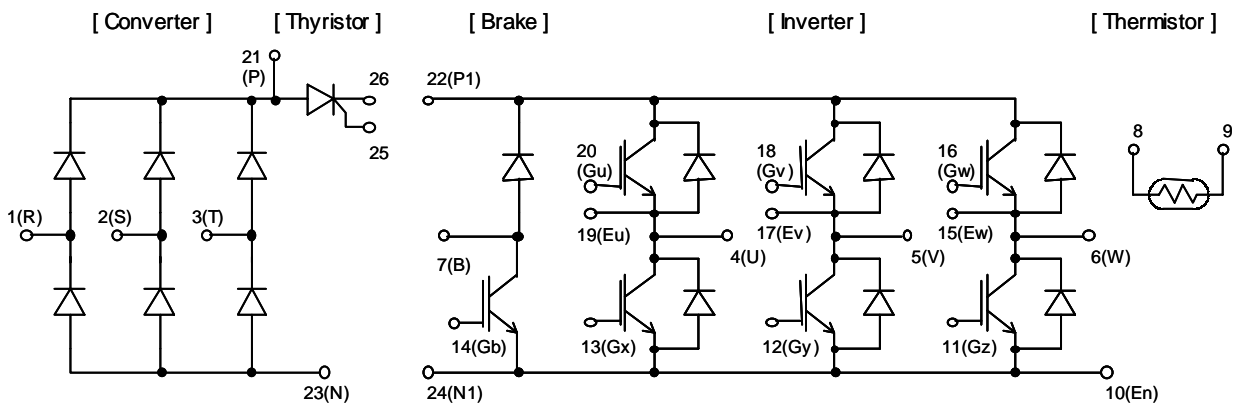 [ Converter ]
[ Thyristor ]
[ Brake ]
[ Inverter ]
[ Thermistor ]
21
(P)
26
25
22(P1)
20
(Gu)
18
(Gv)
16
(Gw)
8
9
1(R)
2(S)
3(T)
7(B)
19(Eu)
4(U)
17(Ev)
5(V)
15(Ew)
6(W)
14(Gb)
13(Gx)
12(Gy)
11(Gz)
23(N)
24(N1)
10(En)